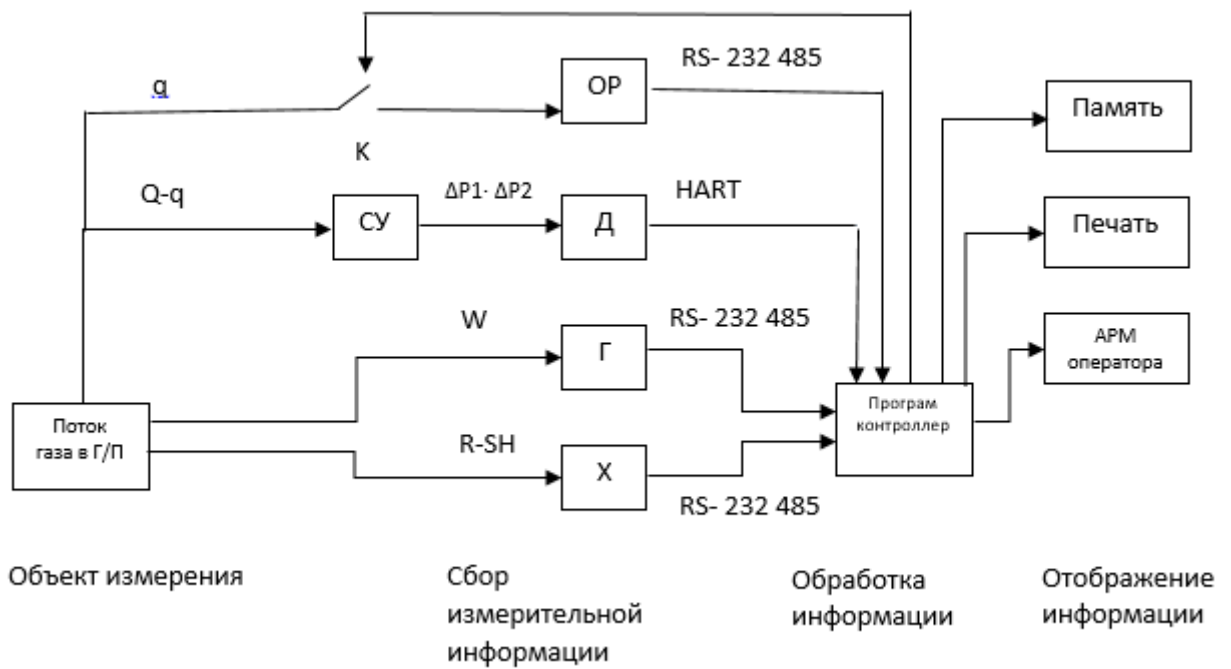 RS- 232 485
q
ОР
Память
К
Q-q
ΔP1· ΔP2
HART
СУ
Д
Печать
W
RS- 232 485
Г
АРМ
оператора
Поток
газа в Г/П
Програм
контроллер
R-SH
Х
RS- 232 485
Объект измерения
Сбор
измерительной
информации
Обработка
информации
Отображение
информации